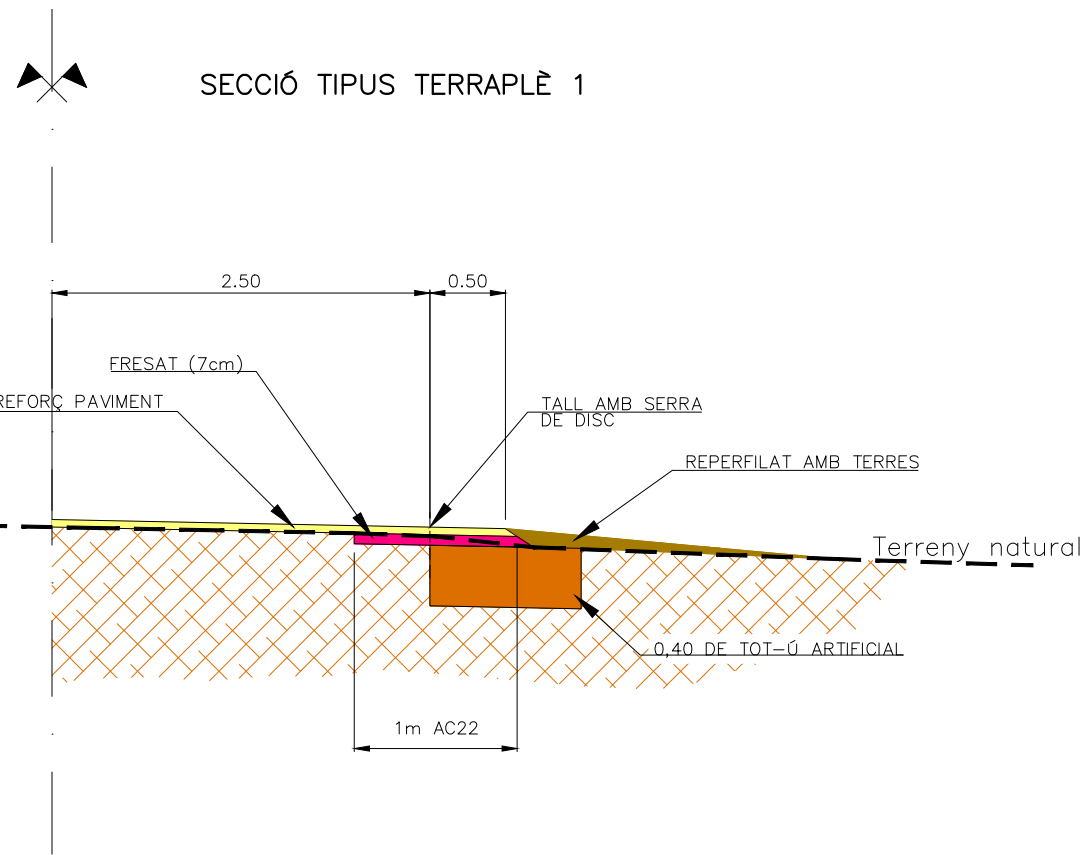 SECCIÓ TIPUS TERRAPLÈ 1
2.50
0.50
FRESAT (7cm)
REFORÇ PAVIMENT
TALL AMB SERRA
DE DISC
REPERFILAT AMB TERRES
Terreny natural
0,40 DE TOT-Ú ARTIFICIAL
1m AC22